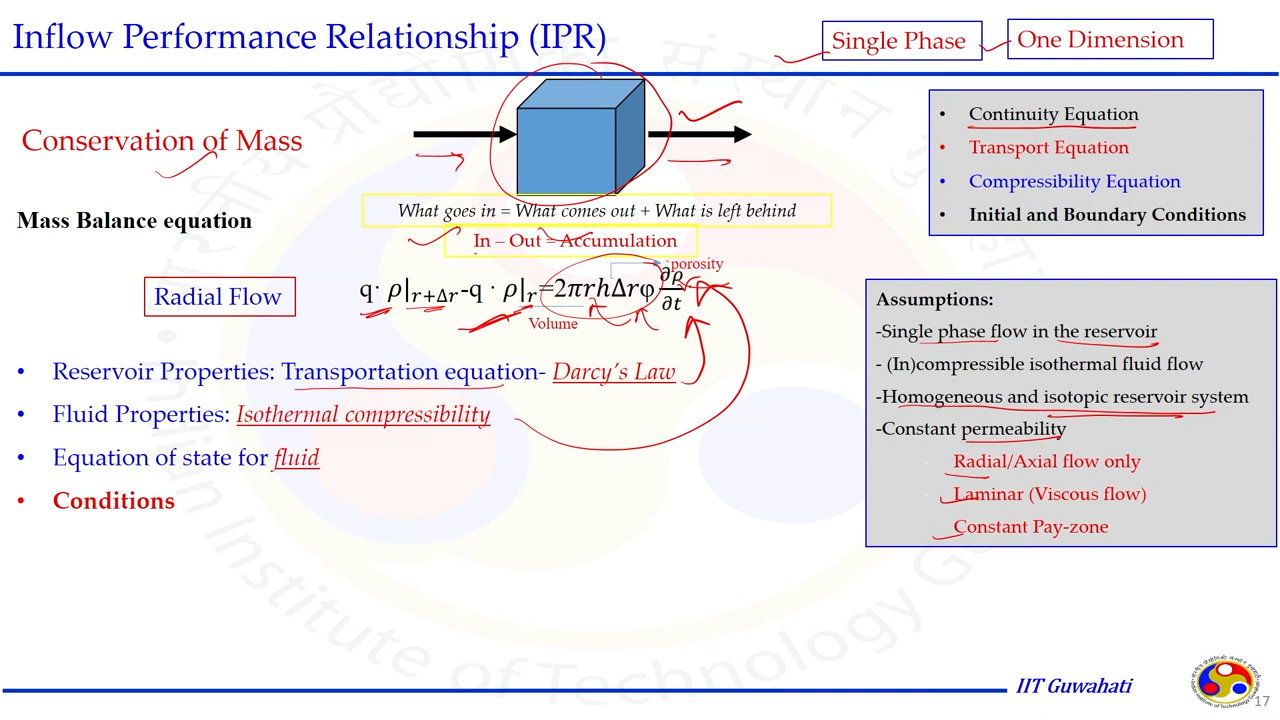 Inflow Performance Relationship (IPR)
Single Phase
One Dimension
Conservation of Mass
Mass Balance equation
What goes in = What comes out + What is left behind
In – Out = Accumulation
porosity
Radial Flow
q· ρ|r+Δr-q · ρ|r=2πrhΔrφ ∂ρ/∂t
Volume
• Reservoir Properties: Transportation equation- Darcy's Law
• Fluid Properties: Isothermal compressibility
• Equation of state for fluid
• Conditions
• Continuity Equation
• Transport Equation
• Compressibility Equation
• Initial and Boundary Conditions
Assumptions:
-Single phase flow in the reservoir
- (In)compressible isothermal fluid flow
-Homogeneous and isotopic reservoir system
-Constant permeability
- Radial/Axial flow only
- Laminar (Viscous flow)
- Constant Pay-zone
IIT Guwahati
17